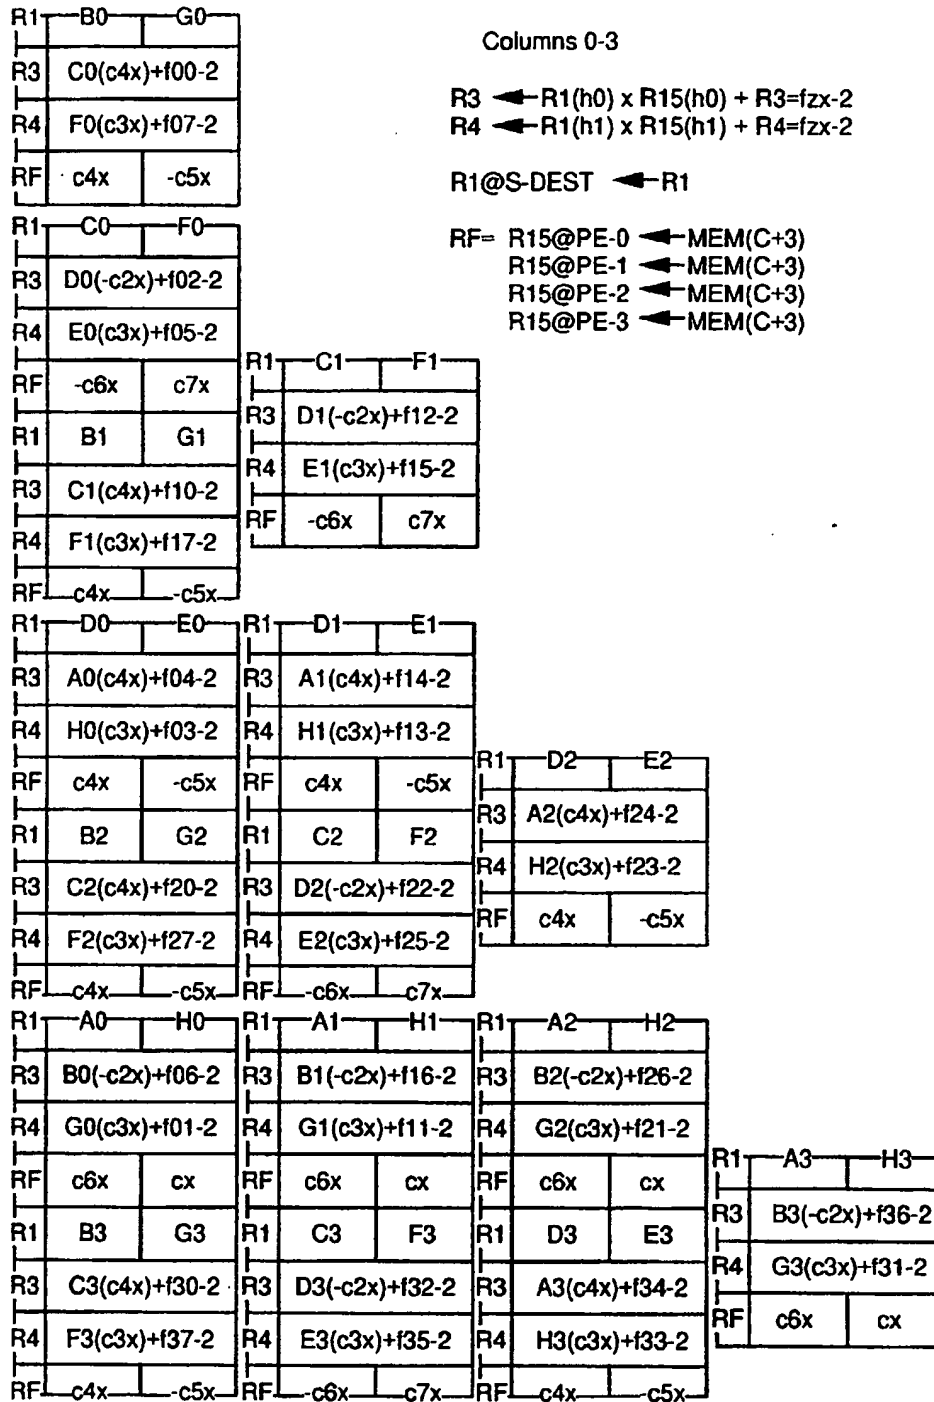 R1 B0 G0
R3 C0(c4x)+f00-2
R4 F0(c3x)+f07-2
RF c4x -c5x
Columns 0-3
R3 ◄─ R1(h0) x R15(h0) + R3=fzx-2
R4 ◄─ R1(h1) x R15(h1) + R4=fzx-2
R1@S-DEST ◄─ R1
RF= R15@PE-0 ◄─ MEM(C+3)
R15@PE-1 ◄─ MEM(C+3)
R15@PE-2 ◄─ MEM(C+3)
R15@PE-3 ◄─ MEM(C+3)
R1 C0 F0
R3 D0(-c2x)+f02-2
R4 E0(c3x)+f05-2
RF -c6x c7x
R1 B1 G1
R3 C1(c4x)+f10-2
R4 F1(c3x)+f17-2
RF c4x -c5x
R1 C1 F1
R3 D1(-c2x)+f12-2
R4 E1(c3x)+f15-2
RF -c6x c7x
R1 D0 E0
R3 A0(c4x)+f04-2
R4 H0(c3x)+f03-2
RF c4x -c5x
R1 B2 G2
R3 C2(c4x)+f20-2
R4 F2(c3x)+f27-2
RF c4x -c5x
R1 D1 E1
R3 A1(c4x)+f14-2
R4 H1(c3x)+f13-2
RF c4x -c5x
R1 C2 F2
R3 D2(-c2x)+f22-2
R4 E2(c3x)+f25-2
RF -c6x c7x
R1 D2 E2
R3 A2(c4x)+f24-2
R4 H2(c3x)+f23-2
RF c4x -c5x
R1 A0 H0
R3 B0(-c2x)+f06-2
R4 G0(c3x)+f01-2
RF c6x cx
R1 B3 G3
R3 C3(c4x)+f30-2
R4 F3(c3x)+f37-2
RF c4x -c5x
R1 A1 H1
R3 B1(-c2x)+f16-2
R4 G1(c3x)+f11-2
RF c6x cx
R1 C3 F3
R3 D3(-c2x)+f32-2
R4 E3(c3x)+f35-2
RF -c6x c7x
R1 A2 H2
R3 B2(-c2x)+f26-2
R4 G2(c3x)+f21-2
RF c6x cx
R1 D3 E3
R3 A3(c4x)+f34-2
R4 H3(c3x)+f33-2
RF c4x -c5x
R1 A3 H3
R3 B3(-c2x)+f36-2
R4 G3(c3x)+f31-2
RF c6x cx